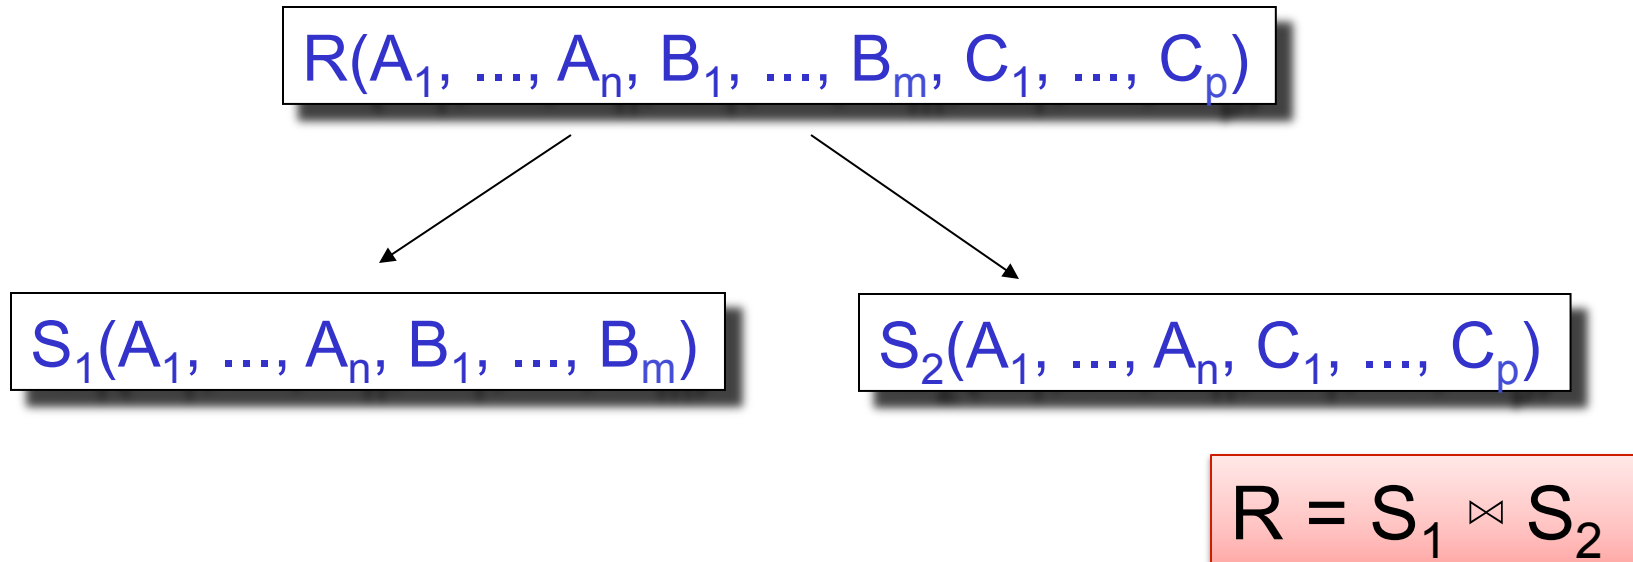 R(A₁, ..., Aₙ, B₁, ..., Bₘ, C₁, ..., Cₚ)
S₁(A₁, ..., Aₙ, B₁, ..., Bₘ)
S₂(A₁, ..., Aₙ, C₁, ..., Cₚ)
R = S₁ ⋈ S₂